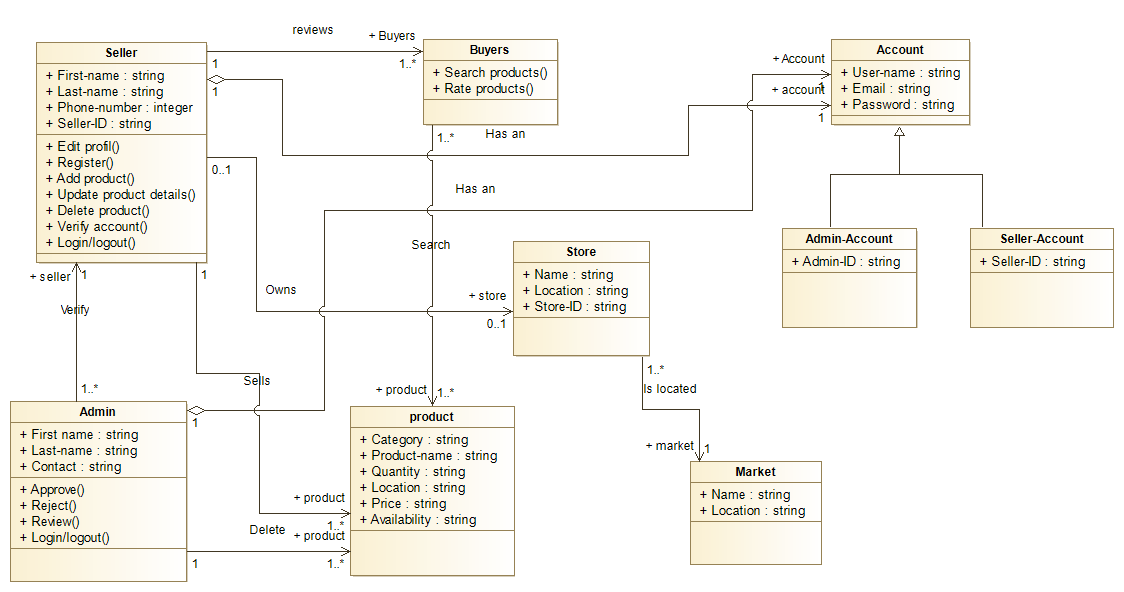 reviews
+ Buyers
1
1..*
Seller
+ First-name : string
+ Last-name : string
+ Phone-number : integer
+ Seller-ID : string
+ Edit profil()
+ Register()
+ Add product()
+ Update product details()
+ Delete product()
+ Verify account()
+ Login/logout()
Buyers
+ Search products()
+ Rate products()
Account
+ User-name : string
+ Email : string
+ Password : string
+ Account
1
+ account
1
1
Has an
1..*
0..1
Has an
Search
Admin-Account
+ Admin-ID : string
Seller-Account
+ Seller-ID : string
Store
+ Name : string
+ Location : string
+ Store-ID : string
+ seller
1
1
Owns
+ store
0..1
Verify
1..*
Sells
1..*
Is located
+ product
1..*
Admin
+ First name : string
+ Last-name : string
+ Contact : string
+ Approve()
+ Reject()
+ Review()
+ Login/logout()
1
product
+ Category : string
+ Product-name : string
+ Quantity : string
+ Location : string
+ Price : string
+ Availability : string
+ market
1
Market
+ Name : string
+ Location : string
+ product
1..*
Delete
+ product
1
1..*